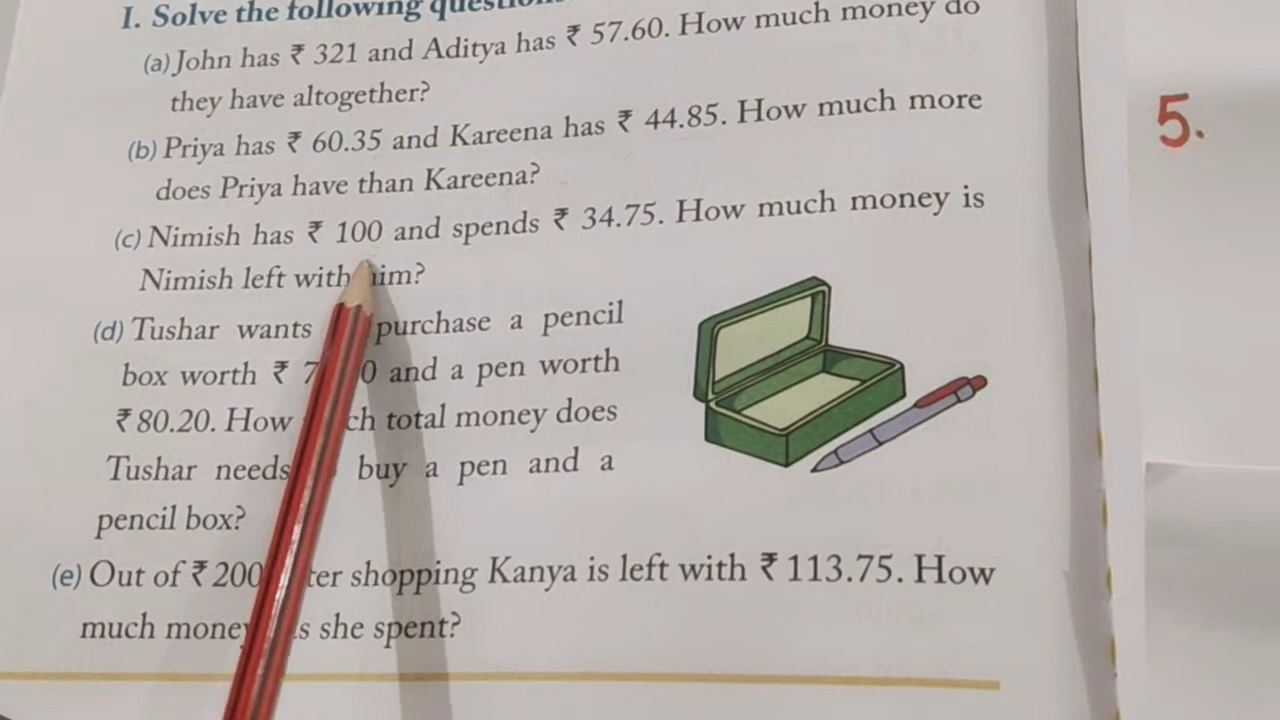 I. Solve the following
(a) John has ₹ 321 and Aditya has ₹ 57.60. How much money do
they have altogether?
(b) Priya has ₹ 60.35 and Kareena has ₹ 44.85. How much more
does Priya have than Kareena?
(c) Nimish has ₹ 100 and spends ₹ 34.75. How much money is
Nimish left with him?
(d) Tushar wants purchase a pencil
box worth ₹ and a pen worth
₹ 80.20. How total money does
Tushar needs buy a pen and a
pencil box?
(e) Out of ₹ 200 shopping Kanya is left with ₹ 113.75. How
much money she spent?
5.